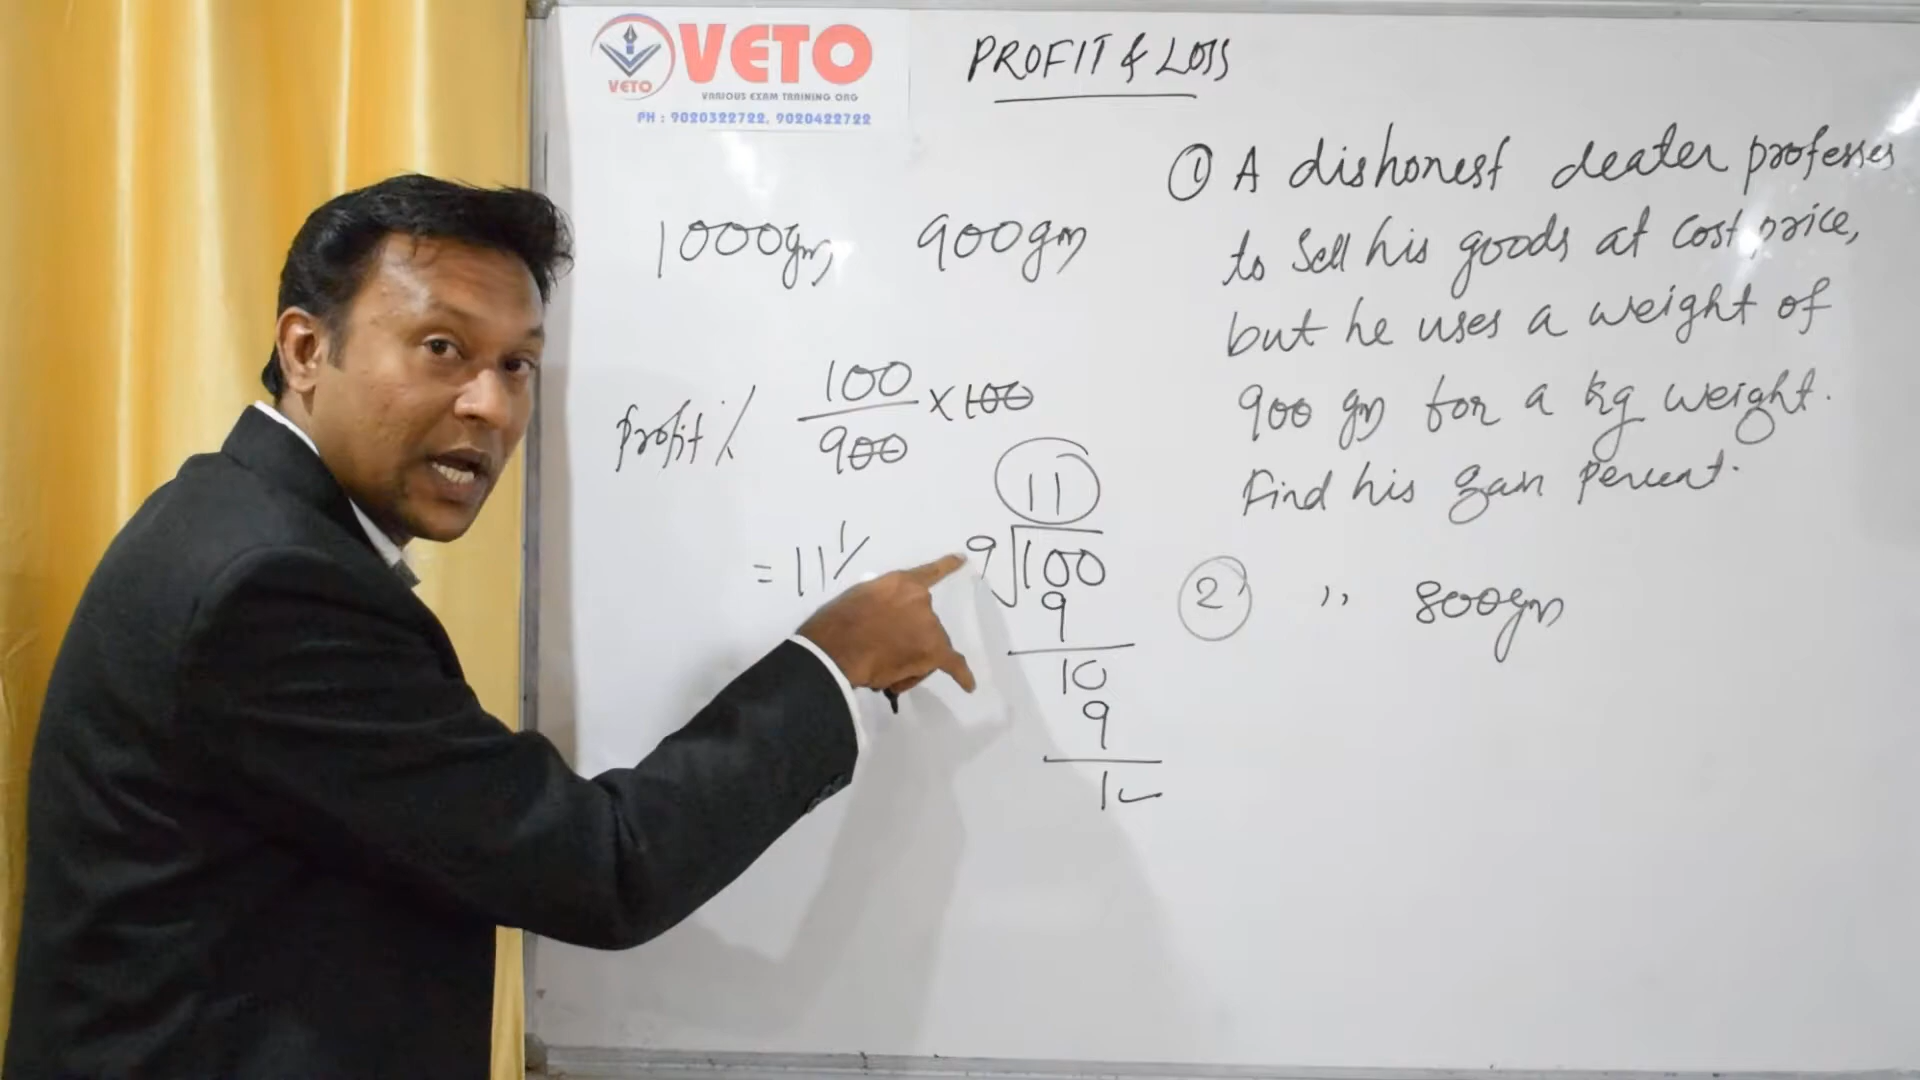 VETO
VETO
VARIOUS EXAM TRAINING ORG
PH : 9020322722, 9020422722
PROFIT & LOSS
1000gm, 900gm
Profit % 100/900 × 100
= 11 1/
11
9 100
9
10
9
1
① A dishonest dealer professes
to Sell his goods at cost price,
but he uses a weight of
900 gm for a kg weight.
Find his gain Percent.
② ,, 800gm